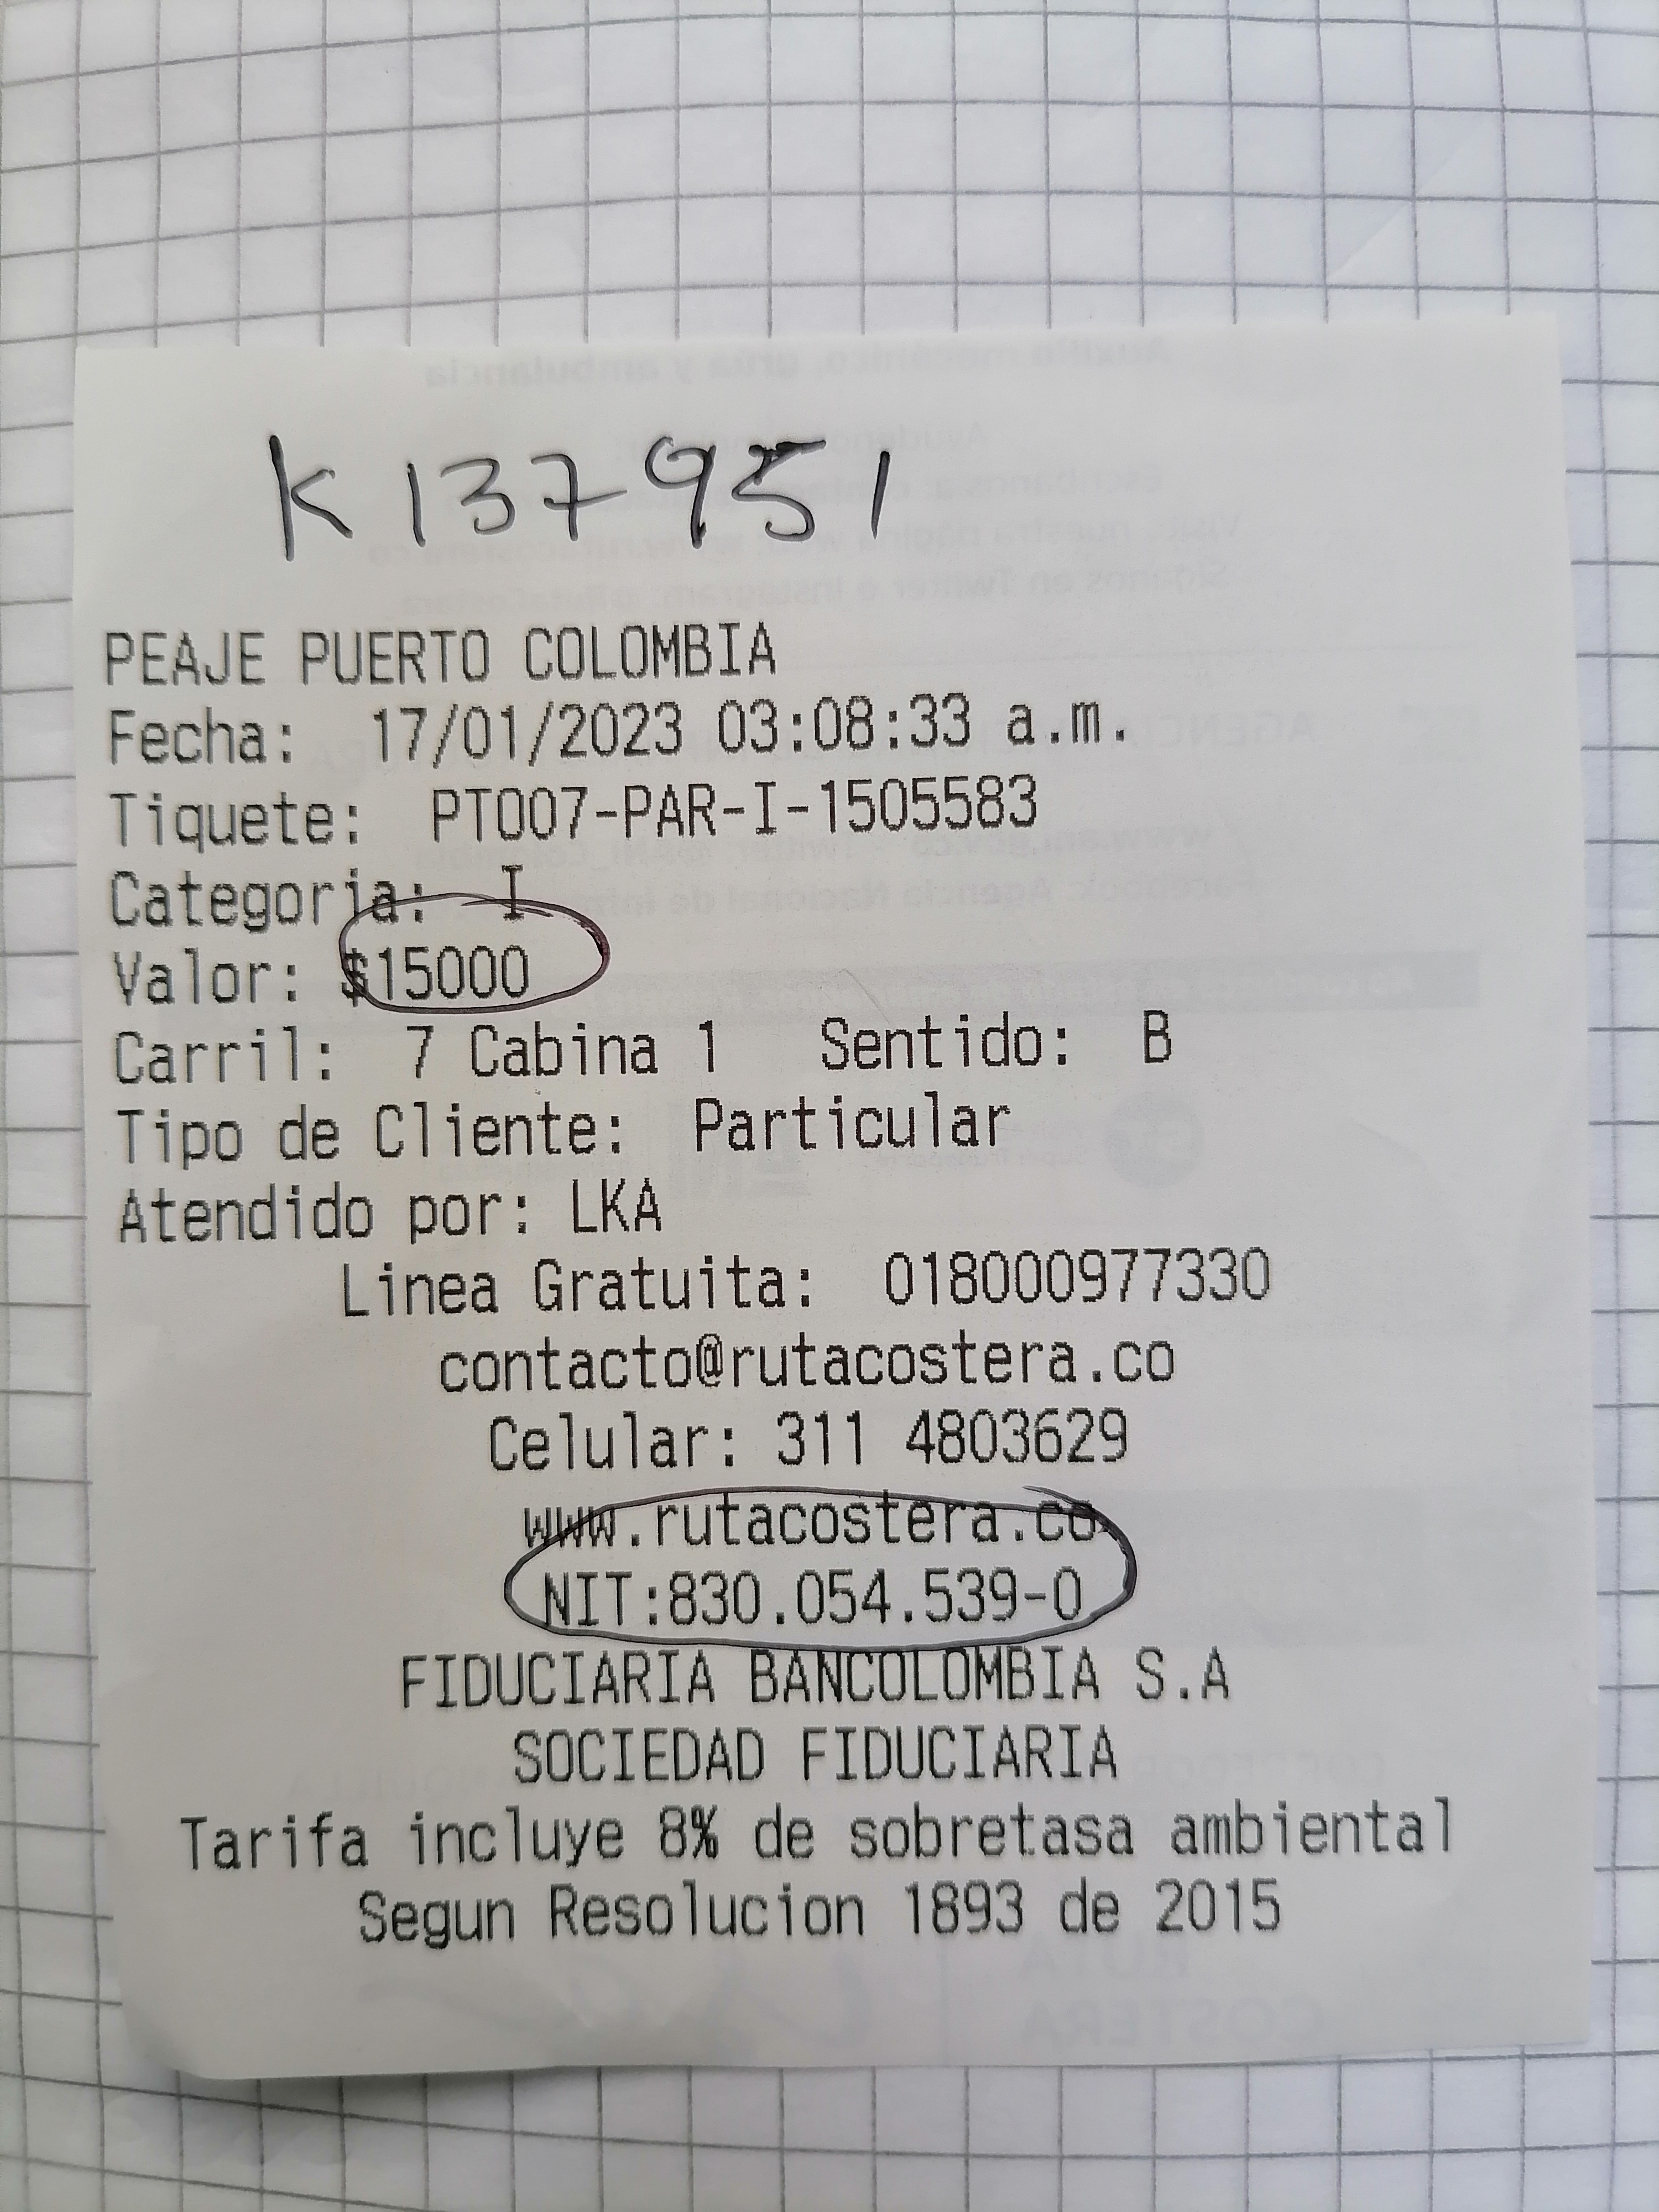 K 137951
PEAJE PUERTO COLOMBIA
Fecha: 17/01/2023 03:08:33 a.m.
Tiquete: PT007-PAR-I-1505583
Categoria: I
Valor: $15000
Carril: 7 Cabina 1 Sentido: B
Tipo de Cliente: Particular
Atendido por: LKA
Linea Gratuita: 018000977330
contacto@rutacostera.co
Celular: 311 4803629
www.rutacostera.co
NIT:830.054.539-0
FIDUCIARIA BANCOLOMBIA S.A
SOCIEDAD FIDUCIARIA
Tarifa incluye 8% de sobretasa ambiental
Segun Resolucion 1893 de 2015